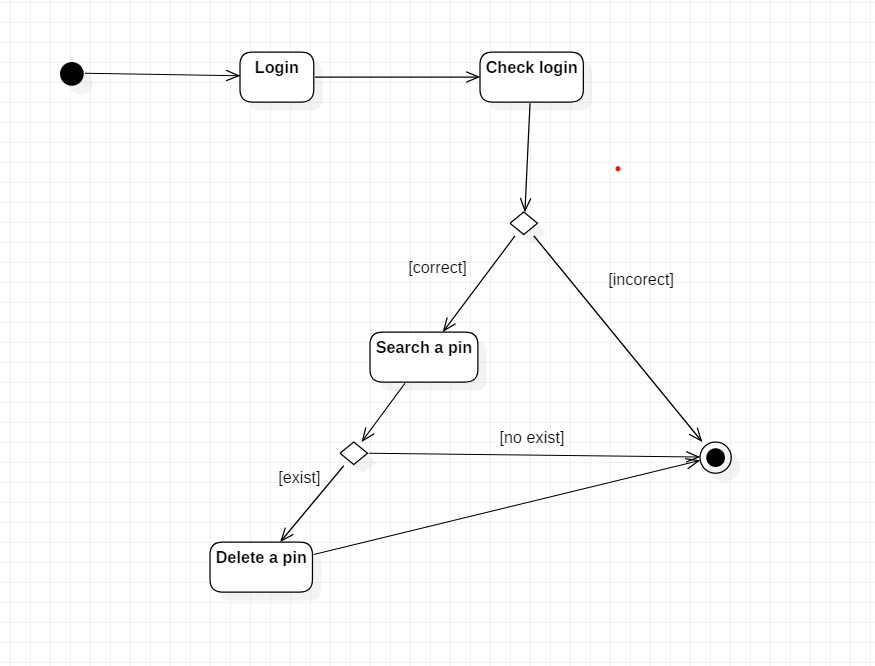 Login
Check login
[correct]
[incorect]
Search a pin
[no exist]
[exist]
Delete a pin